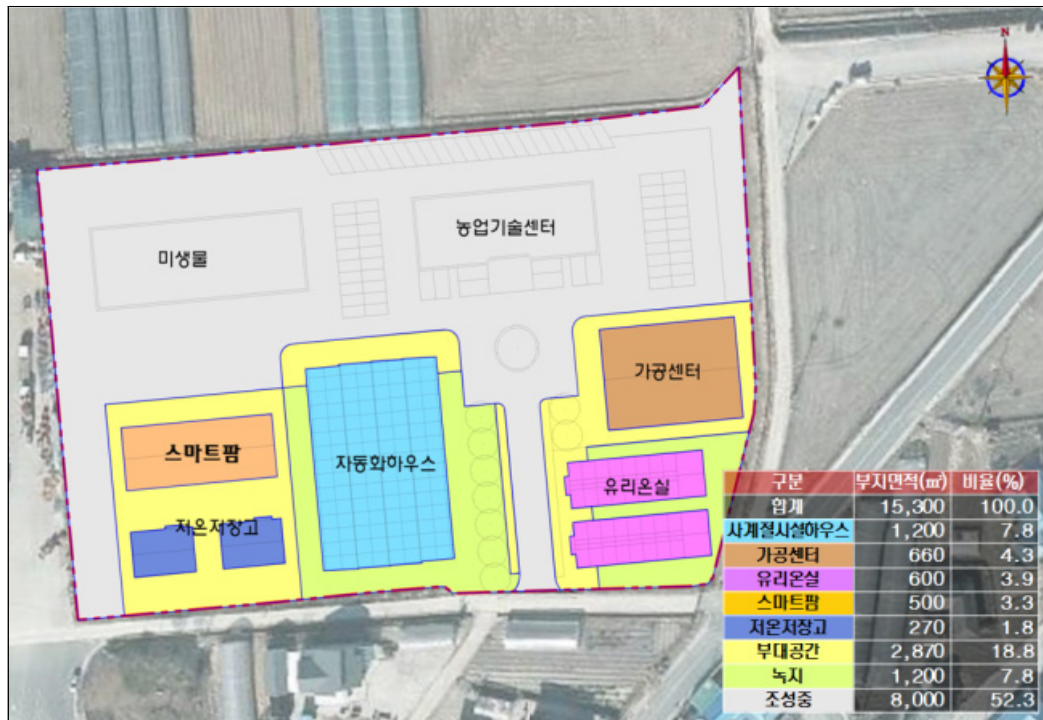 N
미생물
농업기술센터
가공센터
스마트팜
자동화하우스
유리온실
저온저장고
구분 부지면적(㎡) 비율(%)
합계 15,300 100.0
사계절시설하우스 1,200 7.8
가공센터 660 4.3
유리온실 600 3.9
스마트팜 500 3.3
저온저장고 270 1.8
부대공간 2,870 18.8
녹지 1,200 7.8
조성중 8,000 52.3